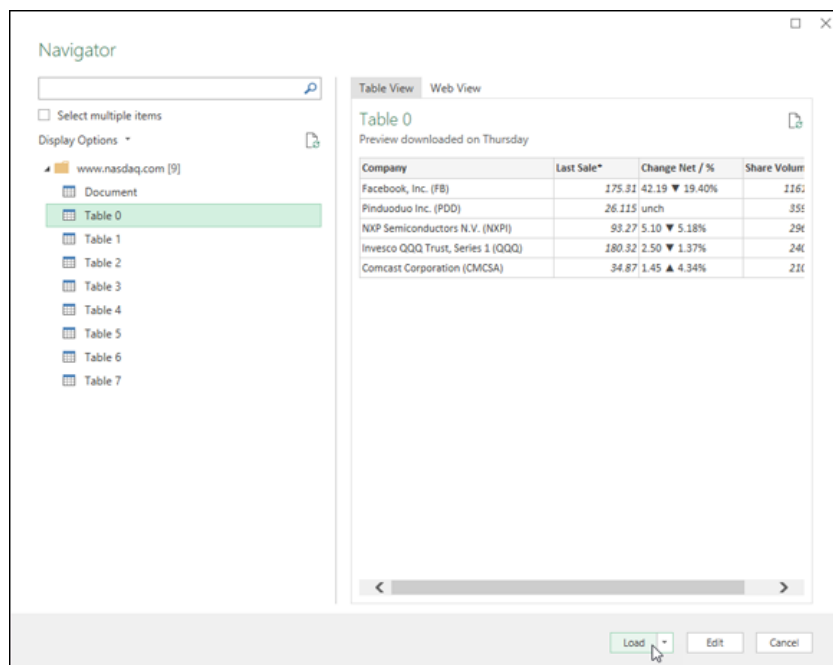 Navigator
Select multiple items
Display Options
www.nasdaq.com [9]
Document
Table 0
Table 1
Table 2
Table 3
Table 4
Table 5
Table 6
Table 7
Table View Web View
Table 0
Preview downloaded on Thursday
Company Last Sale* Change Net / % Share Volum
Facebook, Inc. (FB) 175.31 42.19 ▼ 19.40% 1161
Pinduoduo Inc. (PDD) 26.115 unch
NXP Semiconductors N.V. (NXPI) 93.27 5.10 ▼ 5.18%
Invesco QQQ Trust, Series 1 (QQQ) 180.32 2.50 ▼ 1.37%
Comcast Corporation (CMCSA) 34.87 1.45 ▲ 4.34%
Load Edit Cancel